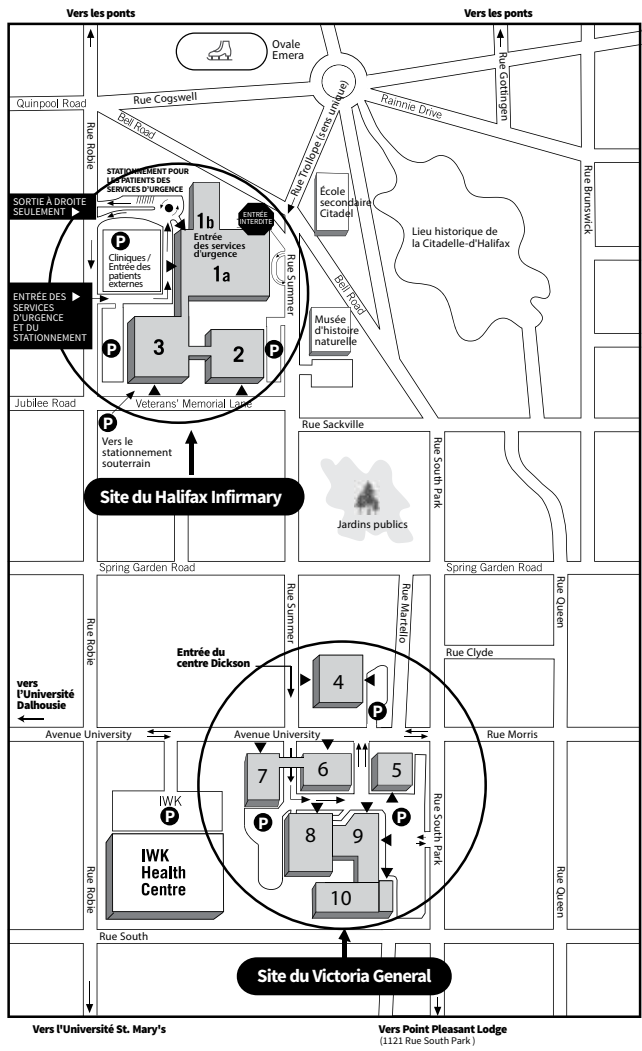 Vers les ponts
Vers les ponts
Ovale
Emera
Rue Cogswell
Quinpool Road
Rue Robie
Bell Road
Rue Trollope (sens unique)
Rainnie Drive
Rue Gottingen
Rue Brunswick
STATIONNEMENT POUR
LES PATIENTS DES
SERVICES D'URGENCE
SORTIE À DROITE
SEULEMENT ▶
1b
ENTRÉE
INTERDITE
École
secondaire
Citadel
Lieu historique de
la Citadelle-d'Halifax
P
Cliniques /
Entrée des
patients
externes
Entrée
des services
d'urgence
1a
Rue Summer
Bell Road
ENTRÉE DES ▶
SERVICES
D'URGENCE
ET DU
STATIONNEMENT
P
3
2
P
Musée
d'histoire
naturelle
Jubilee Road
Veterans' Memorial Lane
P
Vers le
stationnement
souterrain
Rue Sackville
Rue South Park
Site du Halifax Infirmary
Jardins publics
Spring Garden Road
Spring Garden Road
Rue Robie
Rue Summer
Rue Martello
Rue Queen
Entrée du
centre Dickson
Rue Clyde
4
P
vers
l'Université
Dalhousie
Avenue University
Avenue University
Rue Morris
7
6
5
IWK
P
P
P
Rue South Park
8
9
IWK
Health
Centre
Rue Robie
Rue Queen
10
Rue South
Site du Victoria General
Vers l'Université St. Mary's
Vers Point Pleasant Lodge
(1121 Rue South Park )